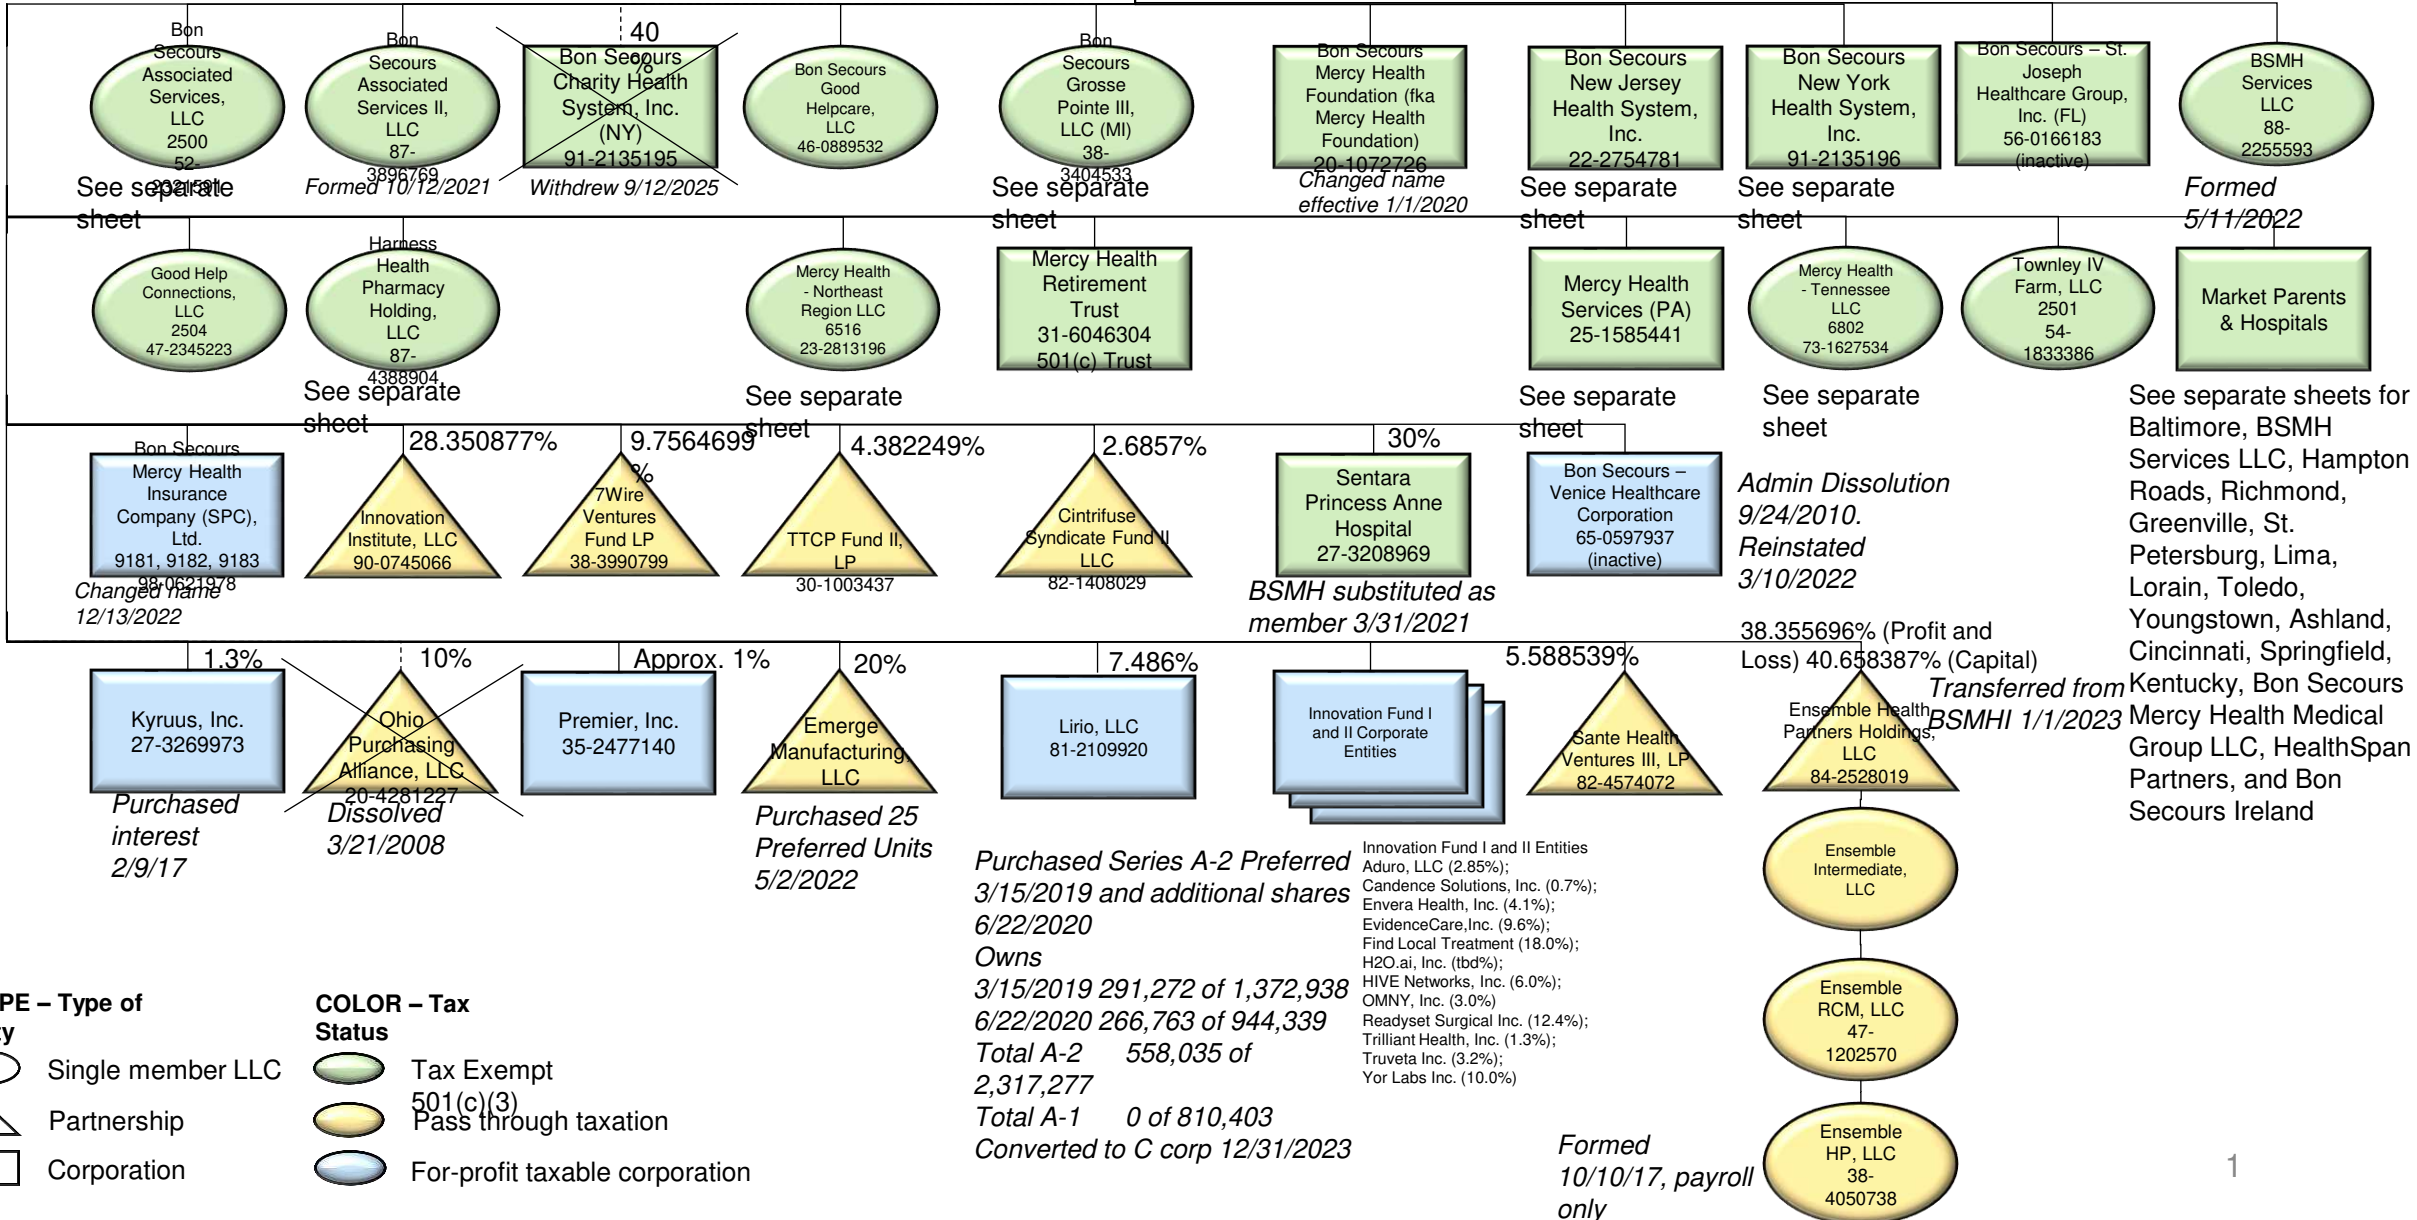 Bon
Secours
Associated
Services,
LLC
2500
52-
2321591
See separate
sheet
Bon
Secours
Associated
Services II,
LLC
87-
3896769
Formed 10/12/2021
40
%
Bon Secours
Charity Health
System, Inc.
(NY)
91-2135195
Withdrew 9/12/2025
Bon Secours
Good
Helpcare,
LLC
46-0889532
Bon
Secours
Grosse
Pointe III,
LLC (MI)
38-
3404533
See separate
sheet
Bon Secours
Mercy Health
Foundation (fka
Mercy Health
Foundation)
20-1072726
Changed name
effective 1/1/2020
Bon Secours
New Jersey
Health System,
Inc.
22-2754781
See separate
sheet
Bon Secours
New York
Health System,
Inc.
91-2135196
See separate
sheet
Bon Secours – St.
Joseph
Healthcare Group,
Inc. (FL)
56-0166183
(inactive)
BSMH
Services
LLC
88-
2255593
Formed
5/11/2022
Good Help
Connections,
LLC
2504
47-2345223
Harness
Health
Pharmacy
Holding,
LLC
87-
4388904
See separate
sheet
Mercy Health
- Northeast
Region LLC
6516
23-2813196
See separate
sheet
Mercy Health
Retirement
Trust
31-6046304
501(c) Trust
Mercy Health
Services (PA)
25-1585441
See separate
sheet
Mercy Health
- Tennessee
LLC
6802
73-1627534
See separate
sheet
Townley IV
Farm, LLC
2501
54-
1833386
Market Parents
& Hospitals
See separate sheets for
Baltimore, BSMH
Services LLC, Hampton
Roads, Richmond,
Greenville, St.
Petersburg, Lima,
Lorain, Toledo,
Youngstown, Ashland,
Cincinnati, Springfield,
Kentucky, Bon Secours
Mercy Health Medical
Group LLC, HealthSpan
Partners, and Bon
Secours Ireland
Bon Secours
Mercy Health
Insurance
Company (SPC),
Ltd.
9181, 9182, 9183
98-0621978
Changed name
12/13/2022
28.350877%
Innovation
Institute, LLC
90-0745066
9.7564699
%
7Wire
Ventures
Fund LP
38-3990799
4.382249%
TTCP Fund II,
LP
30-1003437
2.6857%
Cintrifuse
Syndicate Fund II
LLC
82-1408029
30%
Sentara
Princess Anne
Hospital
27-3208969
BSMH substituted as
member 3/31/2021
Bon Secours –
Venice Healthcare
Corporation
65-0597937
(inactive)
Admin Dissolution
9/24/2010.
Reinstated
3/10/2022
1.3%
Kyruus, Inc.
27-3269973
Purchased
interest
2/9/17
10%
Ohio
Purchasing
Alliance, LLC
20-4281227
Dissolved
3/21/2008
Approx. 1%
Premier, Inc.
35-2477140
20%
Emerge
Manufacturing,
LLC
Purchased 25
Preferred Units
5/2/2022
7.486%
Lirio, LLC
81-2109920
Purchased Series A-2 Preferred
3/15/2019 and additional shares
6/22/2020
Owns
3/15/2019 291,272 of 1,372,938
6/22/2020 266,763 of 944,339
Total A-2 558,035 of
2,317,277
Total A-1 0 of 810,403
Converted to C corp 12/31/2023
Innovation Fund I
and II Corporate
Entities
Innovation Fund I and II Entities
Aduro, LLC (2.85%);
Candence Solutions, Inc. (0.7%);
Envera Health, Inc. (4.1%);
EvidenceCare,Inc. (9.6%);
Find Local Treatment (18.0%);
H2O.ai, Inc. (tbd%);
HIVE Networks, Inc. (6.0%);
OMNY, Inc. (3.0%)
Readyset Surgical Inc. (12.4%);
Trilliant Health, Inc. (1.3%);
Truveta Inc. (3.2%);
Yor Labs Inc. (10.0%)
5.588539%
Sante Health
Ventures III, LP
82-4574072
38.355696% (Profit and
Loss) 40.658387% (Capital)
Ensemble Health
Partners Holdings,
LLC
84-2528019
Transferred from
BSMHI 1/1/2023
Ensemble
Intermediate,
LLC
Ensemble
RCM, LLC
47-
1202570
Ensemble
HP, LLC
38-
4050738
Formed
10/10/17, payroll
only
PE – Type of
ty
Single member LLC
Partnership
Corporation
COLOR – Tax
Status
Tax Exempt
501(c)(3)
Pass through taxation
For-profit taxable corporation
1